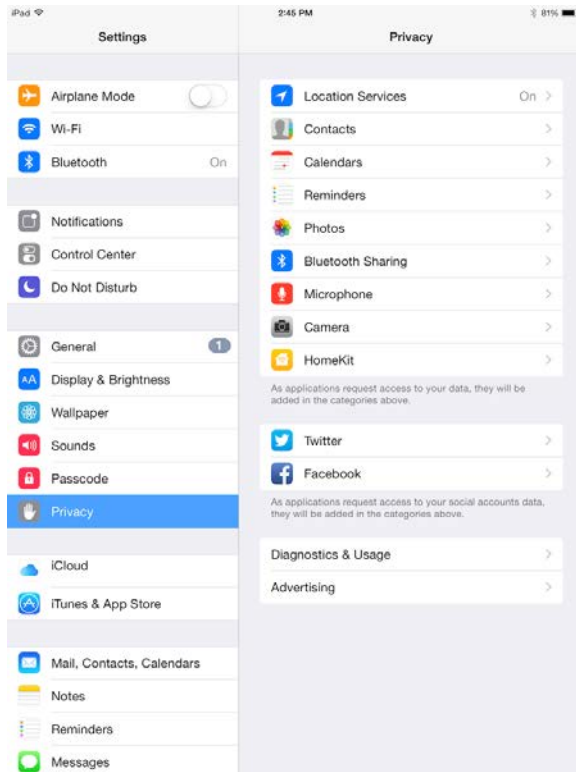 iPad
2:45 PM
81%
Settings
Airplane Mode
Wi-Fi
Bluetooth On
Notifications
Control Center
Do Not Disturb
General 1
AA Display & Brightness
Wallpaper
Sounds
Passcode
Privacy
iCloud
iTunes & App Store
Mail, Contacts, Calendars
Notes
Reminders
Messages
Privacy
Location Services On
Contacts
Calendars
Reminders
Photos
Bluetooth Sharing
Microphone
Camera
HomeKit
As applications request access to your data, they will be
added in the categories above.
Twitter
Facebook
As applications request access to your social accounts data,
they will be added in the categories above.
Diagnostics & Usage
Advertising